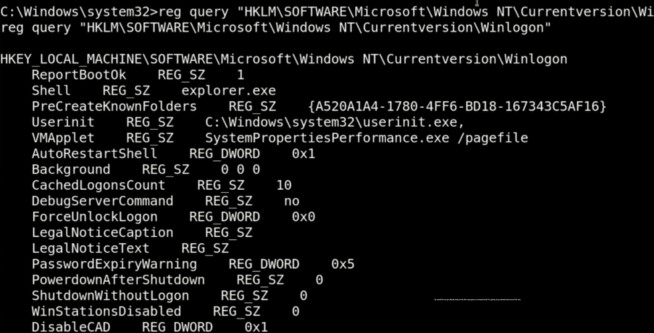 C:\Windows\system32>reg query "HKLM\SOFTWARE\Microsoft\Windows NT\Currentversion\Wi
reg query "HKLM\SOFTWARE\Microsoft\Windows NT\Currentversion\Winlogon"
HKEY_LOCAL_MACHINE\SOFTWARE\Microsoft\Windows NT\Currentversion\Winlogon
ReportBootOk REG_SZ 1
Shell REG_SZ explorer.exe
PreCreateKnownFolders REG_SZ {A520A1A4-1780-4FF6-BD18-167343C5AF16}
Userinit REG_SZ C:\Windows\system32\userinit.exe,
VMApplet REG_SZ SystemPropertiesPerformance.exe /pagefile
AutoRestartShell REG_DWORD 0x1
Background REG_SZ 0 0 0
CachedLogonsCount REG_SZ 10
DebugServerCommand REG_SZ no
ForceUnlockLogon REG_DWORD 0x0
LegalNoticeCaption REG_SZ
LegalNoticeText REG_SZ
PasswordExpiryWarning REG_DWORD 0x5
PowerdownAfterShutdown REG_SZ 0
ShutdownWithoutLogon REG_SZ 0
WinStationsDisabled REG_SZ 0
DisableCAD REG_DWORD 0x1